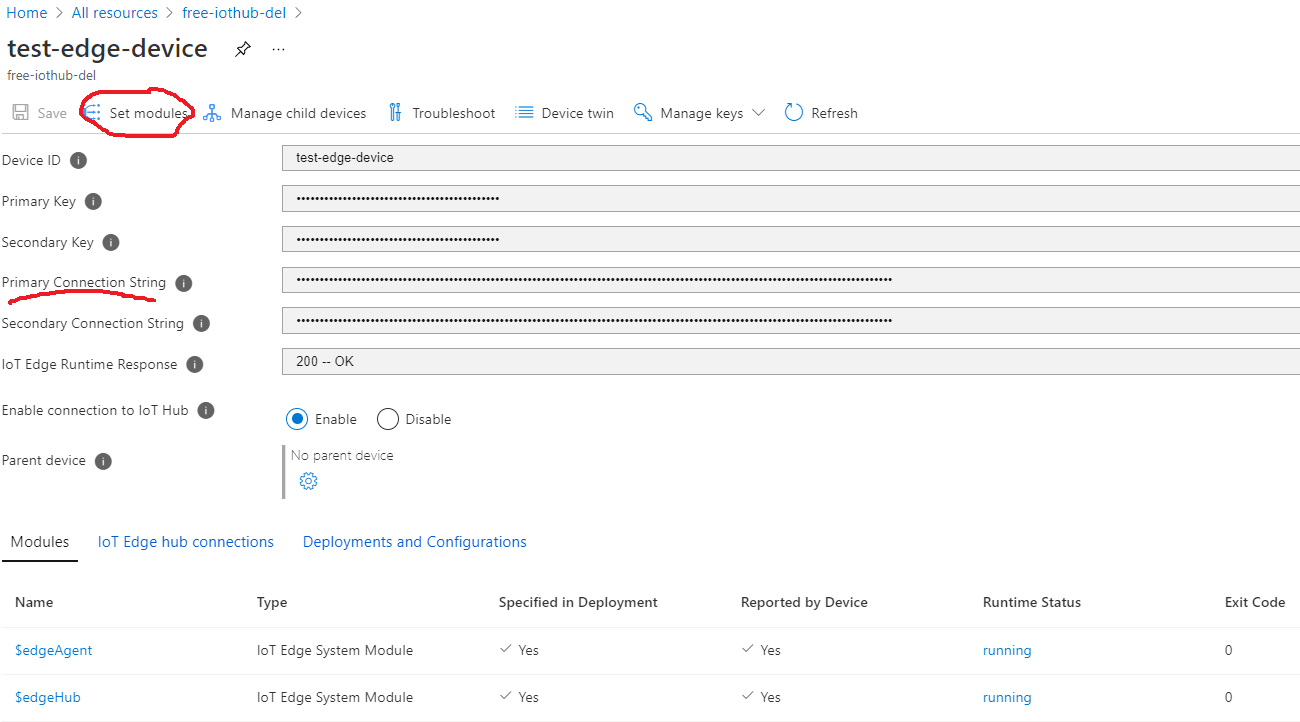 Home > All resources > free-iothub-del >
test-edge-device ...
free-iothub-del
Save Set modules Manage child devices Troubleshoot Device twin Manage keys Refresh
Device ID test-edge-device
Primary Key ••••••••••••••••••••••••••••••••••••••••••••
Secondary Key ••••••••••••••••••••••••••••••••••••••••••••
Primary Connection String
Secondary Connection String
IoT Edge Runtime Response 200 -- OK
Enable connection to IoT Hub Enable Disable
Parent device No parent device
Modules IoT Edge hub connections Deployments and Configurations
Name Type Specified in Deployment Reported by Device Runtime Status Exit Code
$edgeAgent IoT Edge System Module Yes Yes running 0
$edgeHub IoT Edge System Module Yes Yes running 0